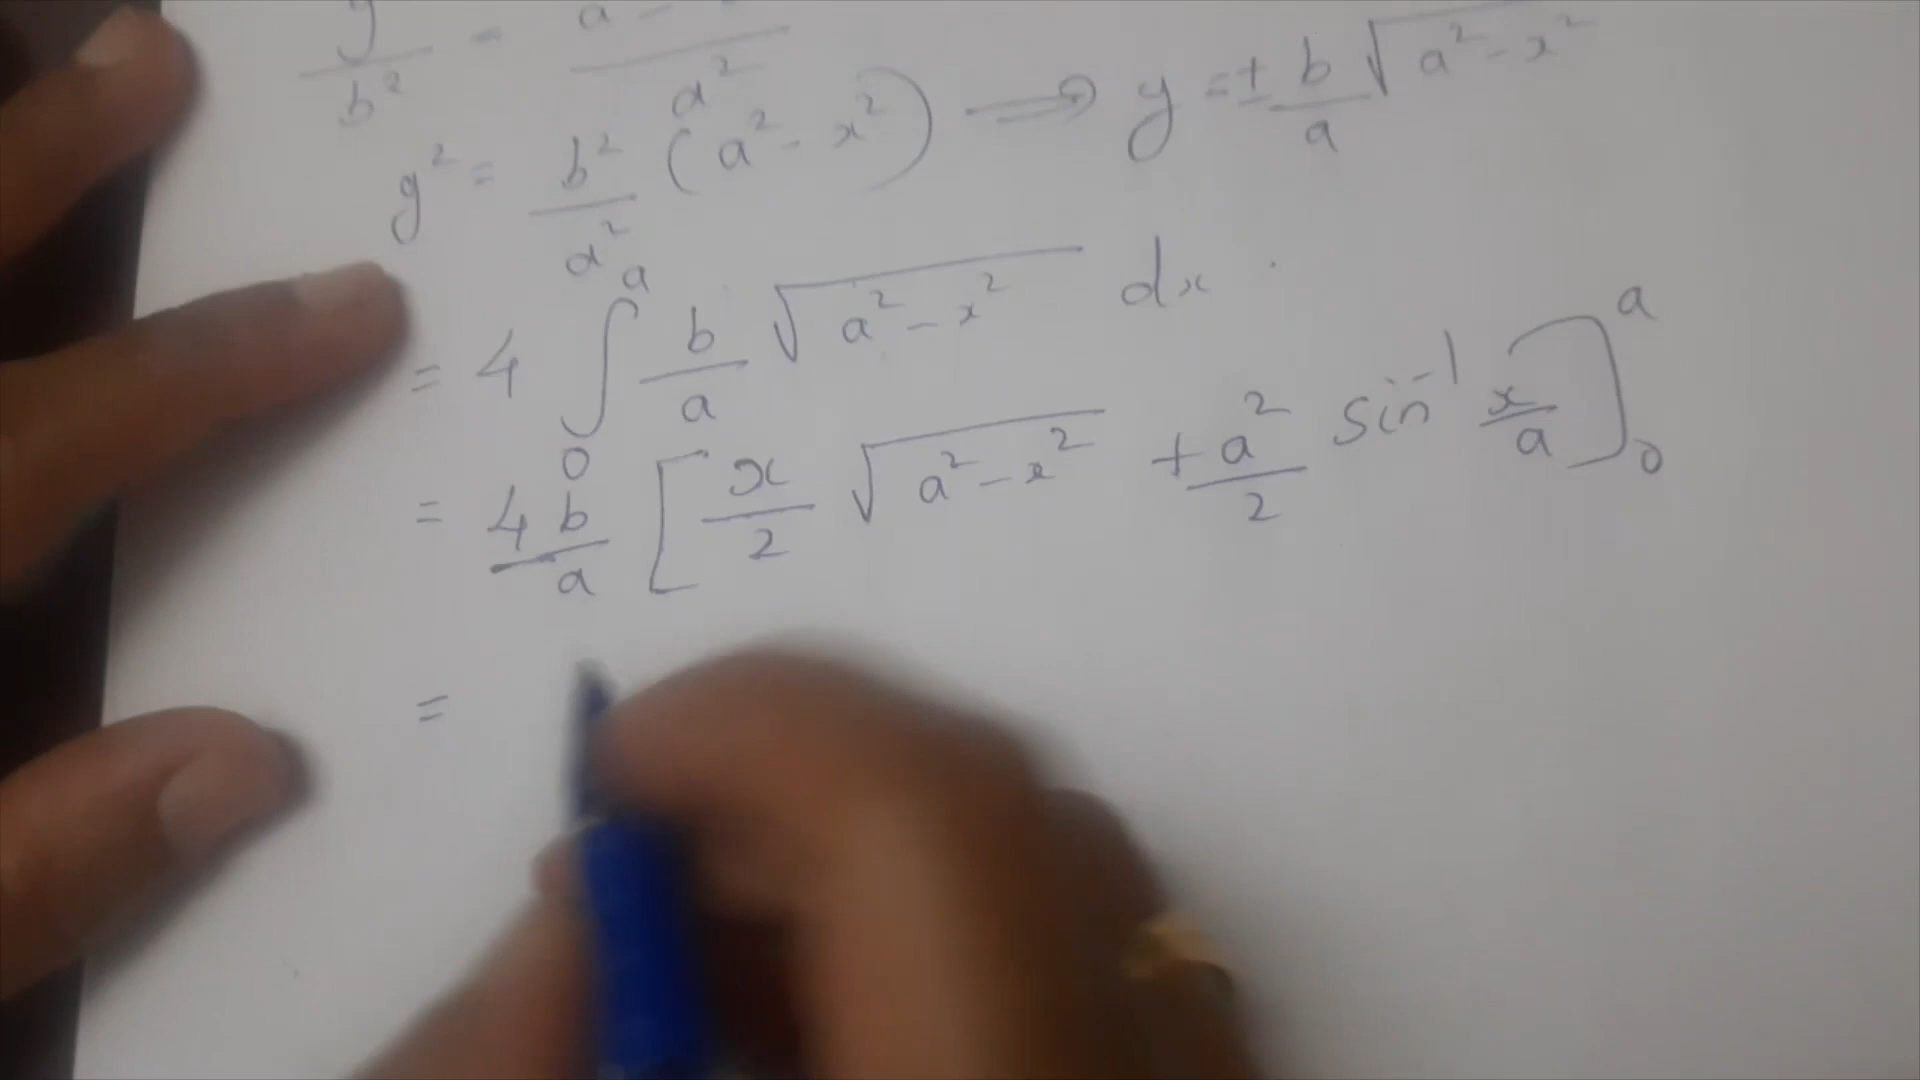 y/b² = a -
y² = b²/a² (a² - x²) ⟹ y = ± b/a √(a² - x²)
= 4 ∫₀ᵃ b/a √(a² - x²) dx .
= 4b/a [ x/2 √(a² - x²) + a²/2 sin⁻¹ x/a ]₀ᵃ
=